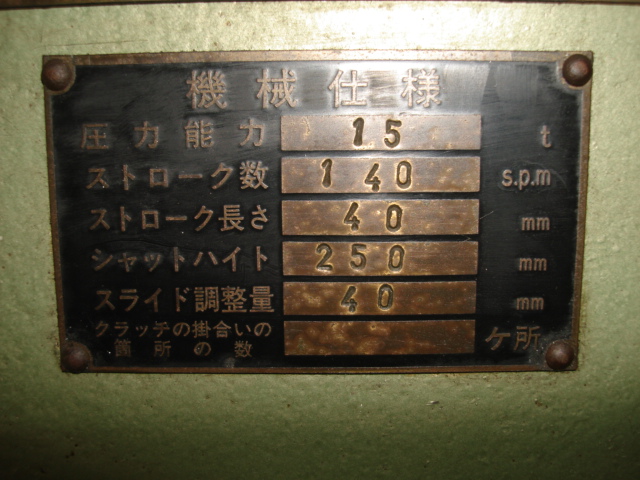 機械仕様
圧力能力 15 t
ストローク数 140 s.p.m
ストローク長さ 40 mm
シャットハイト 250 mm
スライド調整量 40 mm
クラッチの掛合いの
箇所の数 ケ所